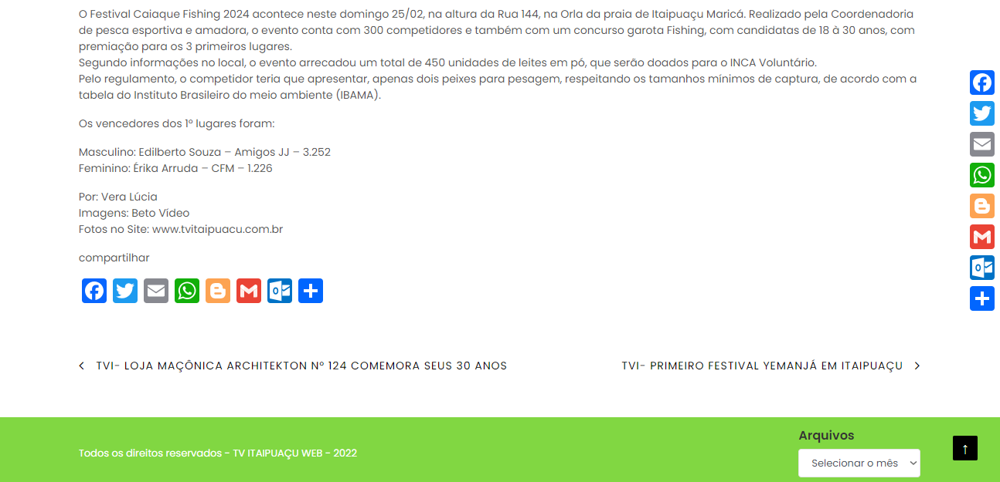 O Festival Caiaque Fishing 2024 acontece neste domingo 25/02, na altura da Rua 144, na Orla da praia de Itaipuaçu Maricá. Realizado pela Coordenadoria
de pesca esportiva e amadora, o evento conta com 300 competidores e também com um concurso garota Fishing, com candidatas de 18 à 30 anos, com
premiação para os 3 primeiros lugares.
Segundo informações no local, o evento arrecadou um total de 450 unidades de leites em pó, que serão doados para o INCA Voluntário.
Pelo regulamento, o competidor teria que apresentar, apenas dois peixes para pesagem, respeitando os tamanhos mínimos de captura, de acordo com a
tabela do Instituto Brasileiro do meio ambiente (IBAMA).
Os vencedores dos 1º lugares foram:
Masculino: Edilberto Souza – Amigos JJ – 3.252
Feminino: Érika Arruda – CFM – 1.226
Por: Vera Lúcia
Imagens: Beto Vídeo
Fotos no Site: www.tvitaipuacu.com.br
compartilhar
TVI- LOJA MAÇÔNICA ARCHITEKTON Nº 124 COMEMORA SEUS 30 ANOS
TVI- PRIMEIRO FESTIVAL YEMANJÁ EM ITAIPUAÇU
Todos os direitos reservados - TV ITAIPUAÇU WEB - 2022
Arquivos
Selecionar o mês